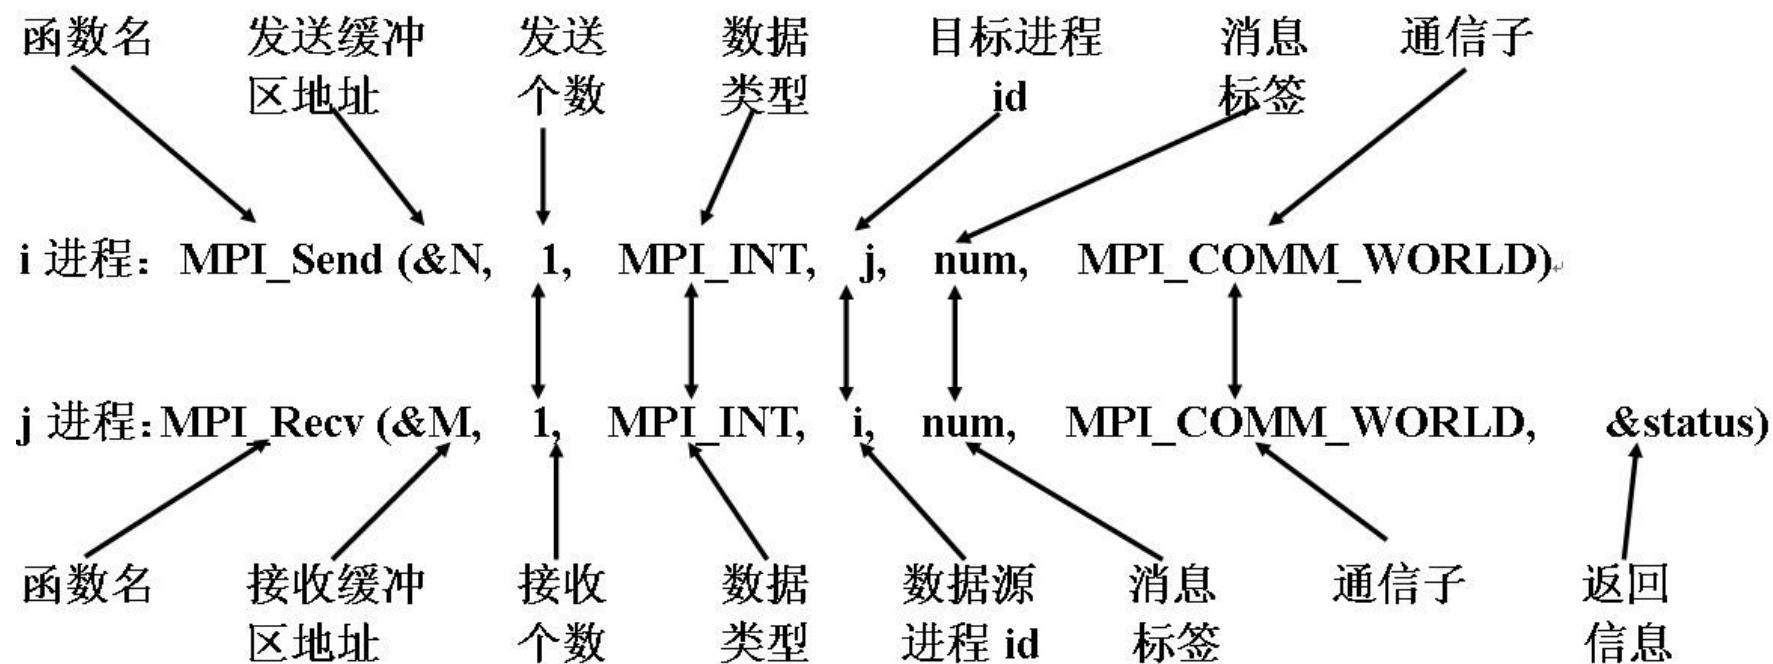 函数名 发送缓冲 发送 数据 目标进程 消息 通信子
区地址 个数 类型 id 标签
i 进程：MPI_Send (&N, 1, MPI_INT, j, num, MPI_COMM_WORLD)↵
j 进程：MPI_Recv (&M, 1, MPI_INT, i, num, MPI_COMM_WORLD, &status)
函数名 接收缓冲 接收 数据 数据源 消息 通信子 返回
区地址 个数 类型 进程 id 标签 信息